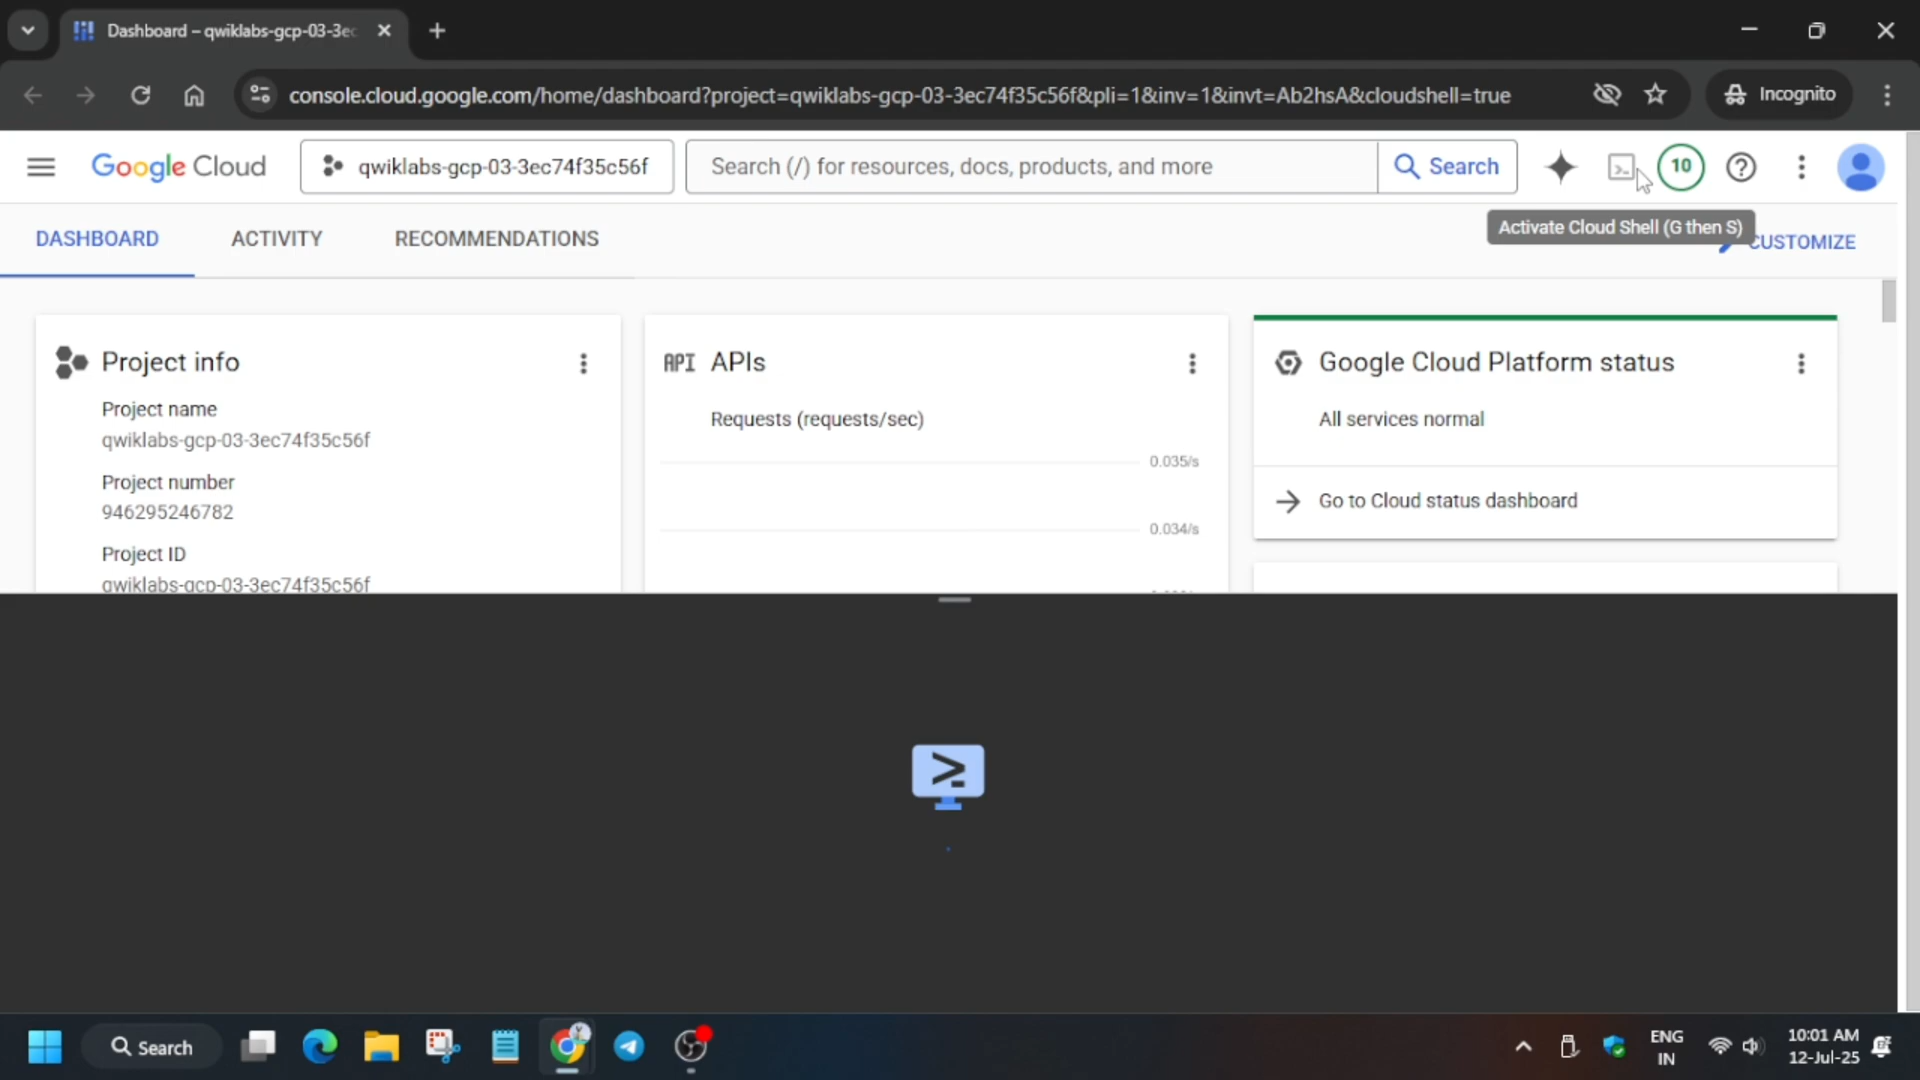 Dashboard – qwiklabs-gcp-03-3ec
console.cloud.google.com/home/dashboard?project=qwiklabs-gcp-03-3ec74f35c56f&pli=1&inv=1&invt=Ab2hsA&cloudshell=true
Incognito
Google Cloud
qwiklabs-gcp-03-3ec74f35c56f
Search (/) for resources, docs, products, and more
Search
10
Activate Cloud Shell (G then S)
DASHBOARD
ACTIVITY
RECOMMENDATIONS
CUSTOMIZE
Project info
Project name
qwiklabs-gcp-03-3ec74f35c56f
Project number
946295246782
Project ID
qwiklabs-gcp-03-3ec74f35c56f
API APIs
Requests (requests/sec)
0.035/s
0.034/s
Google Cloud Platform status
All services normal
Go to Cloud status dashboard
Search
ENG
IN
10:01 AM
12-Jul-25